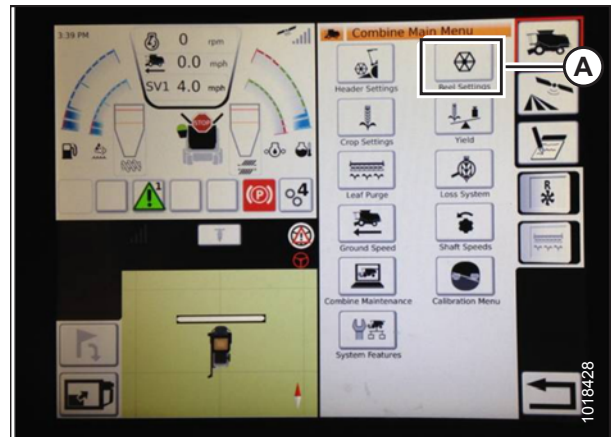 3:39 PM
0 rpm
0.0 mph
SV1 4.0 mph
STOP
1
(P)
4
Combine Main Menu
Header Settings
Reel Settings
Crop Settings
Yield
Leaf Purge
Loss System
Ground Speed
Shaft Speeds
Combine Maintenance
Calibration Menu
System Features
R
A
1018428